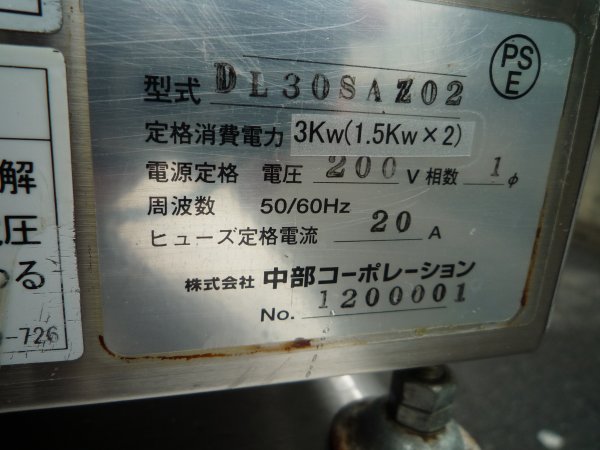 PS
E
型式 DL30SAZ02
定格消費電力 3Kw(1.5Kw×2)
電源定格 電圧 200 V 相数 1 φ
周波数 50/60Hz
ヒューズ定格電流 20 A
株式会社 中部コーポレーション
No. 1200001
解
圧
る
-726